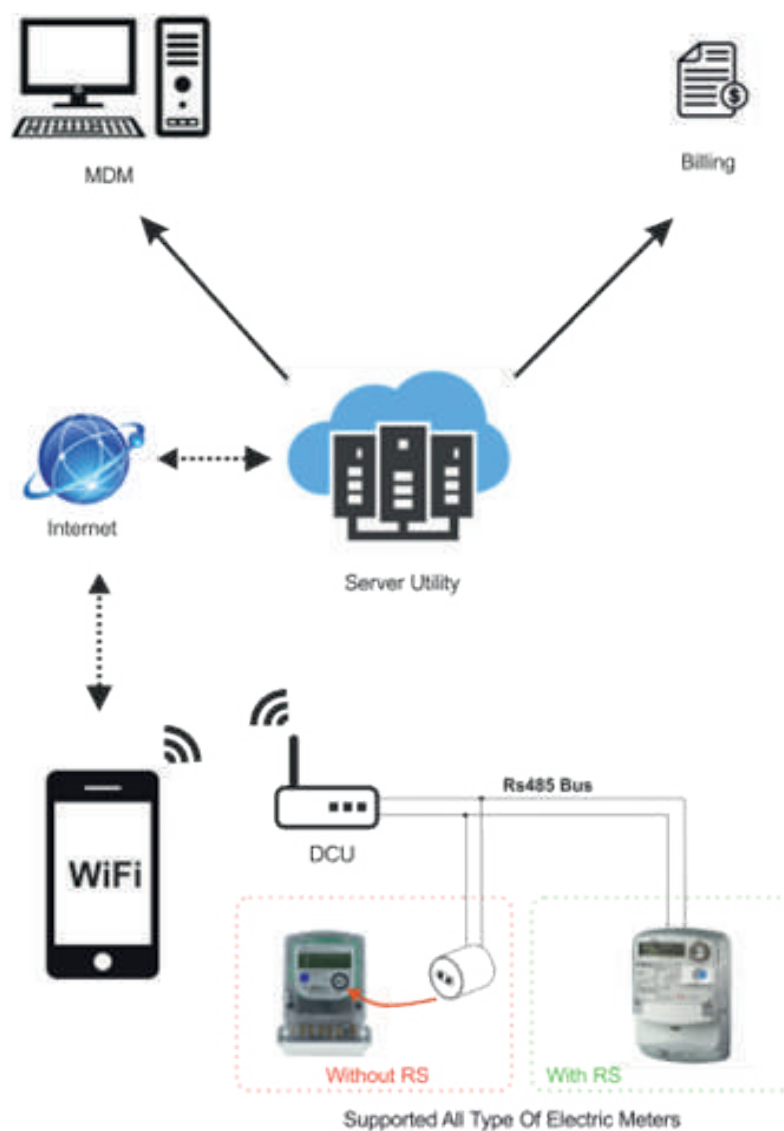 MDM
Billing
Internet
Server Utility
WiFi
DCU
Rs485 Bus
Without RS
With RS
Supported All Type Of Electric Meters